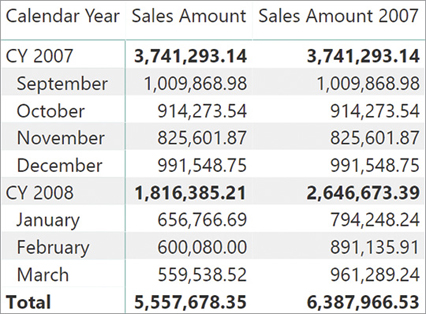 Calendar Year Sales Amount Sales Amount 2007
CY 2007 3,741,293.14 3,741,293.14
September 1,009,868.98 1,009,868.98
October 914,273.54 914,273.54
November 825,601.87 825,601.87
December 991,548.75 991,548.75
CY 2008 1,816,385.21 2,646,673.39
January 656,766.69 794,248.24
February 600,080.00 891,135.91
March 559,538.52 961,289.24
Total 5,557,678.35 6,387,966.53